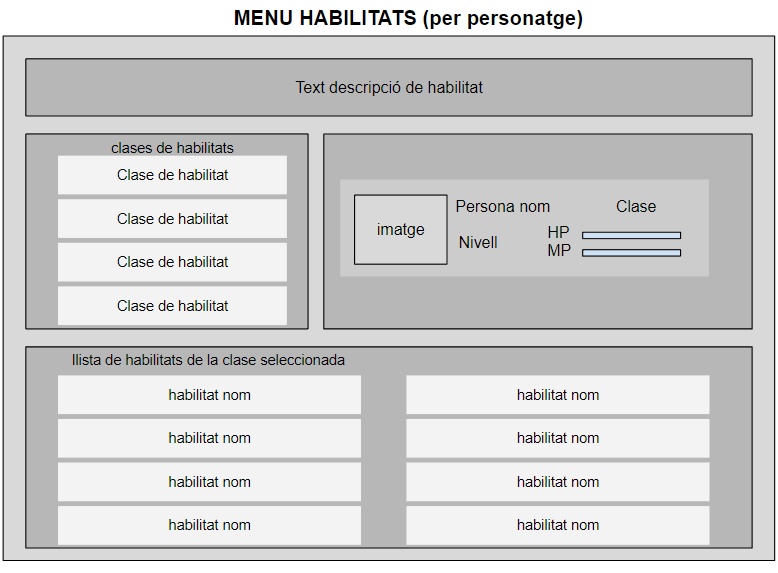 MENU HABILITATS (per personatge)
Text descripció de habilitat
clases de habilitats
Clase de habilitat
Clase de habilitat
Clase de habilitat
Clase de habilitat
imatge
Persona nom
Clase
Nivell
HP
MP
llista de habilitats de la clase seleccionada
habilitat nom
habilitat nom
habilitat nom
habilitat nom
habilitat nom
habilitat nom
habilitat nom
habilitat nom